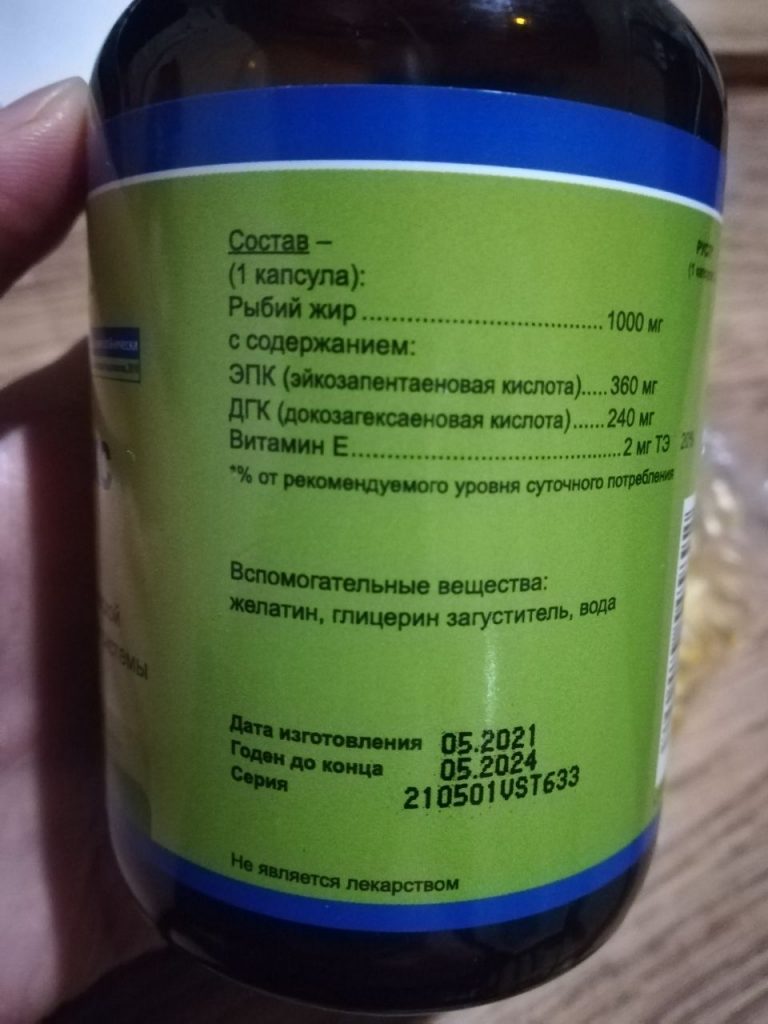 Состав –
(1 капсула):
Рыбий жир................................... 1000 мг
с содержанием:
ЭПК (эйкозапентаеновая кислота).....360 мг
ДГК (докозагексаеновая кислота)......240 мг
Витамин Е.......................................2 мг ТЭ 20%
*% от рекомендуемого уровня суточного потребления
Вспомогательные вещества:
желатин, глицерин загуститель, вода
Дата изготовления 05.2021
Годен до конца 05.2024
Серия 210501VST633
Не является лекарством